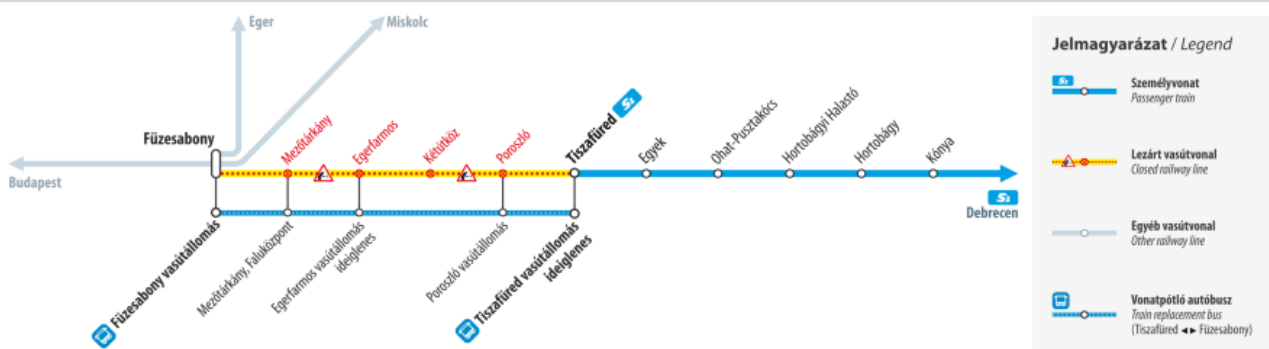 Eger
Miskolc
Budapest
Füzesabony
Mezőtárkány
Egerfarmos
Kétútköz
Poroszló
Tiszafüred
S1
Egyek
Ohat-Pusztakócs
Hortobágyi Halastó
Hortobágy
Kónya
S1
Debrecen
Füzesabony vasútállomás
Mezőtárkány, Faluközpont
Egerfarmos vasútállomás
ideiglenes
Poroszló vasútállomás
Tiszafüred vasútállomás
ideiglenes
Jelmagyarázat / Legend
S1
Személyvonat
Passenger train
Lezárt vasútvonal
Closed railway line
Egyéb vasútvonal
Other railway line
Vonatpótló autóbusz
Train replacement bus
(Tiszafüred ◄► Füzesabony)